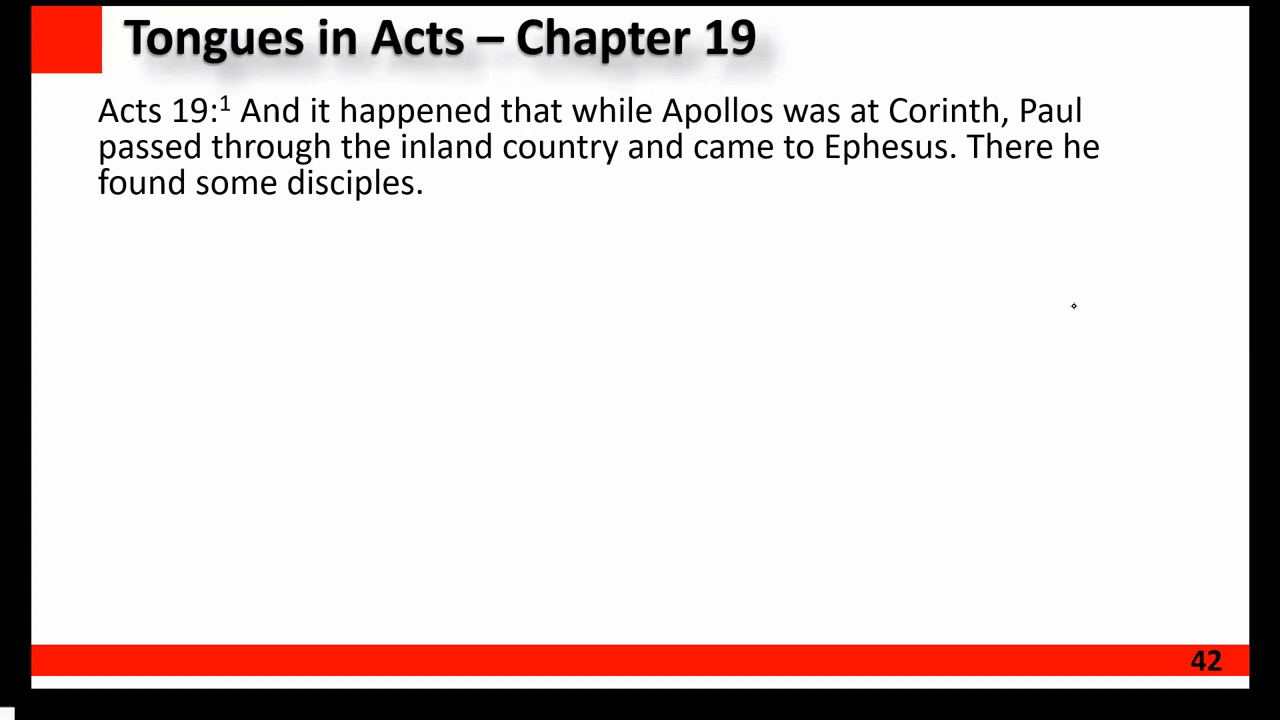 Tongues in Acts – Chapter 19
Acts 19:¹ And it happened that while Apollos was at Corinth, Paul
passed through the inland country and came to Ephesus. There he
found some disciples.
42